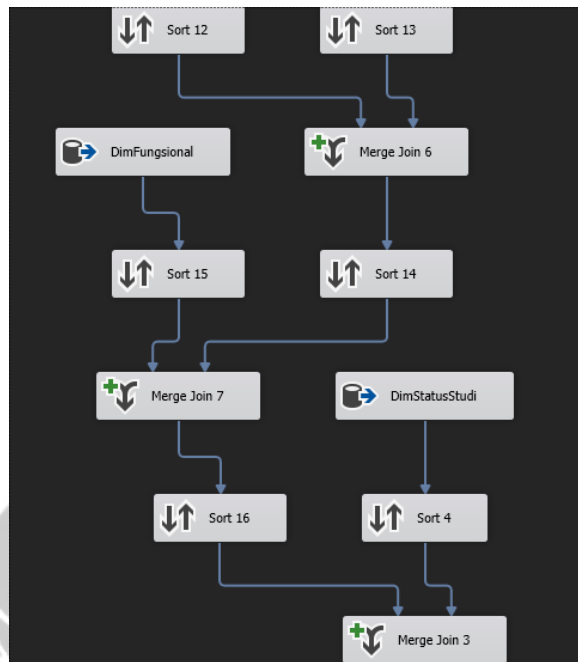 Sort 12
Sort 13
DimFungsional
Merge Join 6
Sort 15
Sort 14
Merge Join 7
DimStatusStudi
Sort 16
Sort 4
Merge Join 3